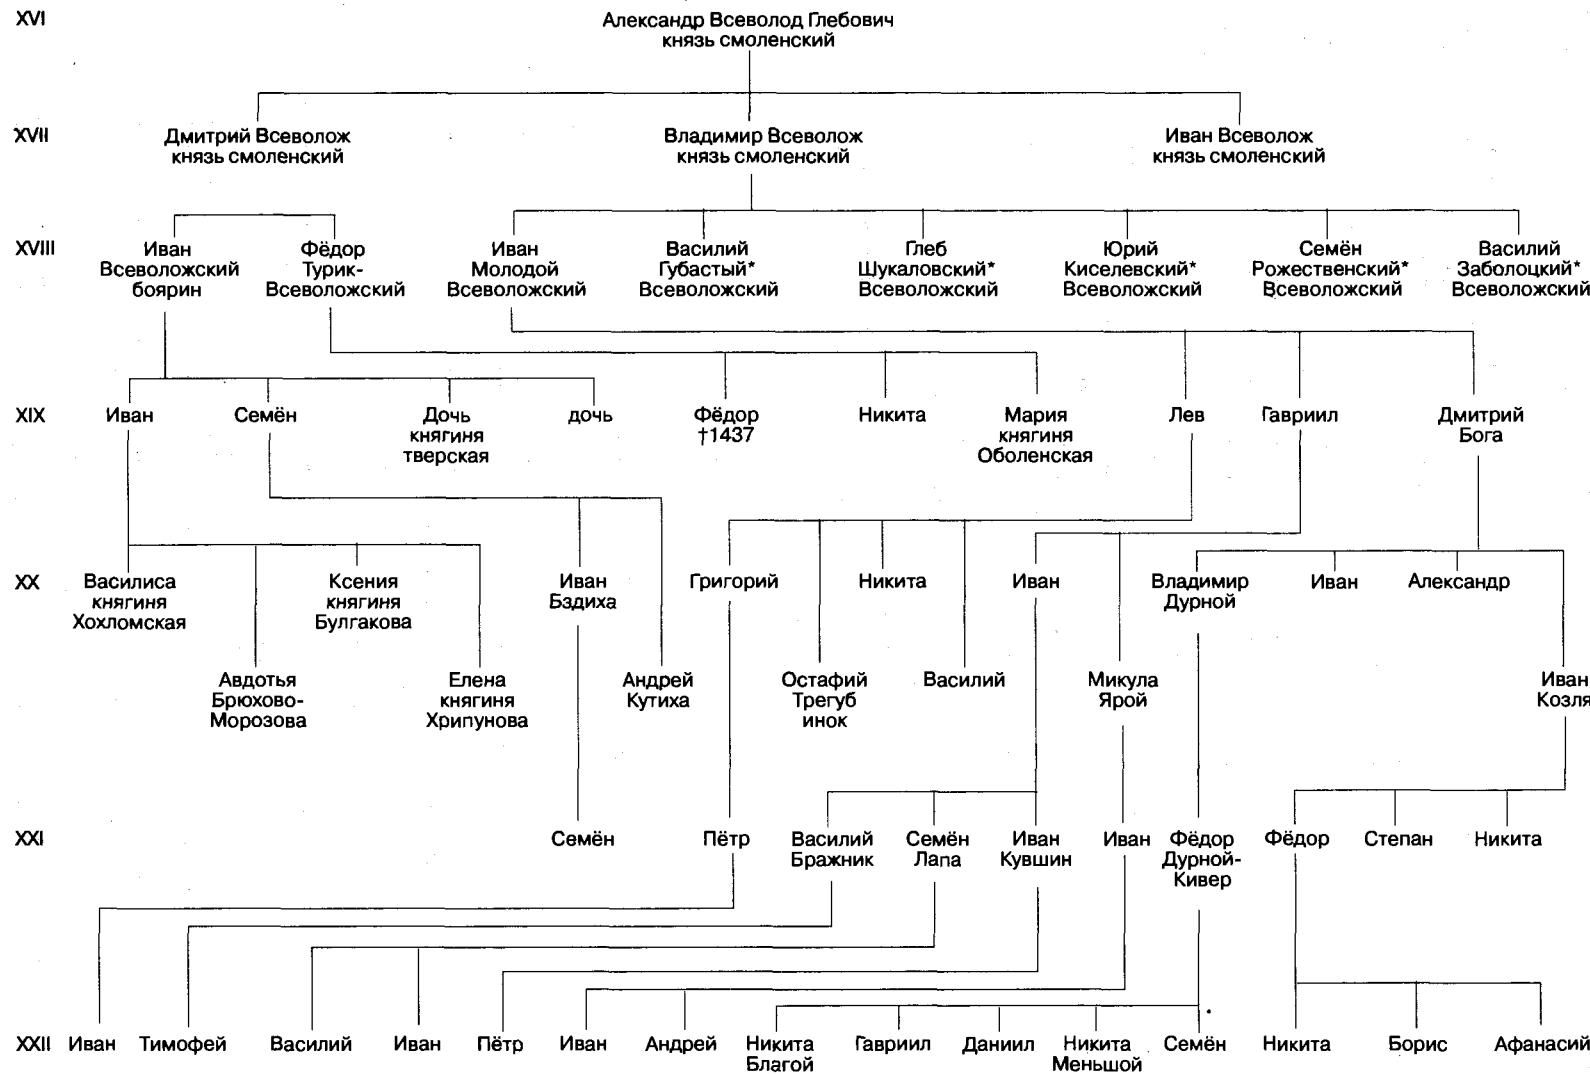 XVI
Александр Всеволод Глебович
князь смоленский
XVII
Дмитрий Всеволож
князь смоленский
Владимир Всеволож
князь смоленский
Иван Всеволож
князь смоленский
XVIII
Иван
Всеволожский
боярин
Фёдор
Турик-
Всеволожский
Иван
Молодой
Всеволожский
Василий
Губастый*
Всеволожский
Глеб
Шукаловский*
Всеволожский
Юрий
Киселевский*
Всеволожский
Семён
Рожественский*
Всеволожский
Василий
Заболоцкий*
Всеволожский
XIX
Иван
Семён
Дочь
княгиня
тверская
дочь
Фёдор
†1437
Никита
Мария
княгиня
Оболенская
Лев
Гавриил
Дмитрий
Бога
XX
Василиса
княгиня
Хохломская
Ксения
княгиня
Булгакова
Иван
Бздиха
Григорий
Никита
Иван
Владимир
Дурной
Иван
Александр
Авдотья
Брюхово-
Морозова
Елена
княгиня
Хрипунова
Андрей
Кутиха
Остафий
Трегуб
инок
Василий
Микула
Ярой
Иван
Козля
XXI
Семён
Пётр
Василий
Бражник
Семён
Лапа
Иван
Кувшин
Иван
Фёдор
Дурной-
Кивер
Фёдор
Степан
Никита
XXII
Иван
Тимофей
Василий
Иван
Пётр
Иван
Андрей
Никита
Благой
Гавриил
Даниил
Никита
Меньшой
Семён
Никита
Борис
Афанасий